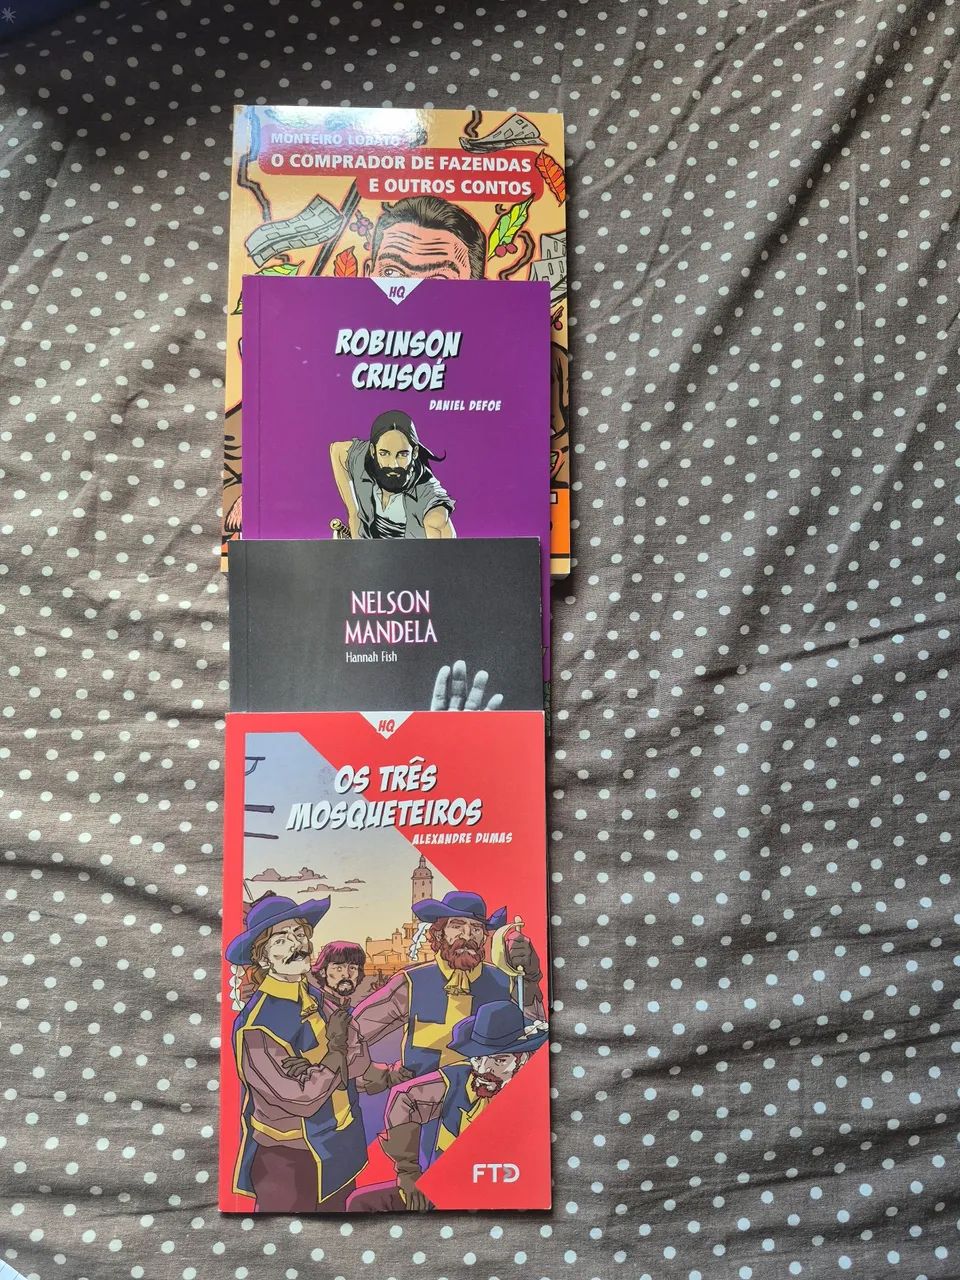 MONTEIRO LOBATO
O COMPRADOR DE FAZENDAS
E OUTROS CONTOS
HQ
ROBINSON
CRUSOÉ
DANIEL DEFOE
NELSON
MANDELA
Hannah Fish
HQ
OS TRÊS
MOSQUETEIROS
ALEXANDRE DUMAS
FTD